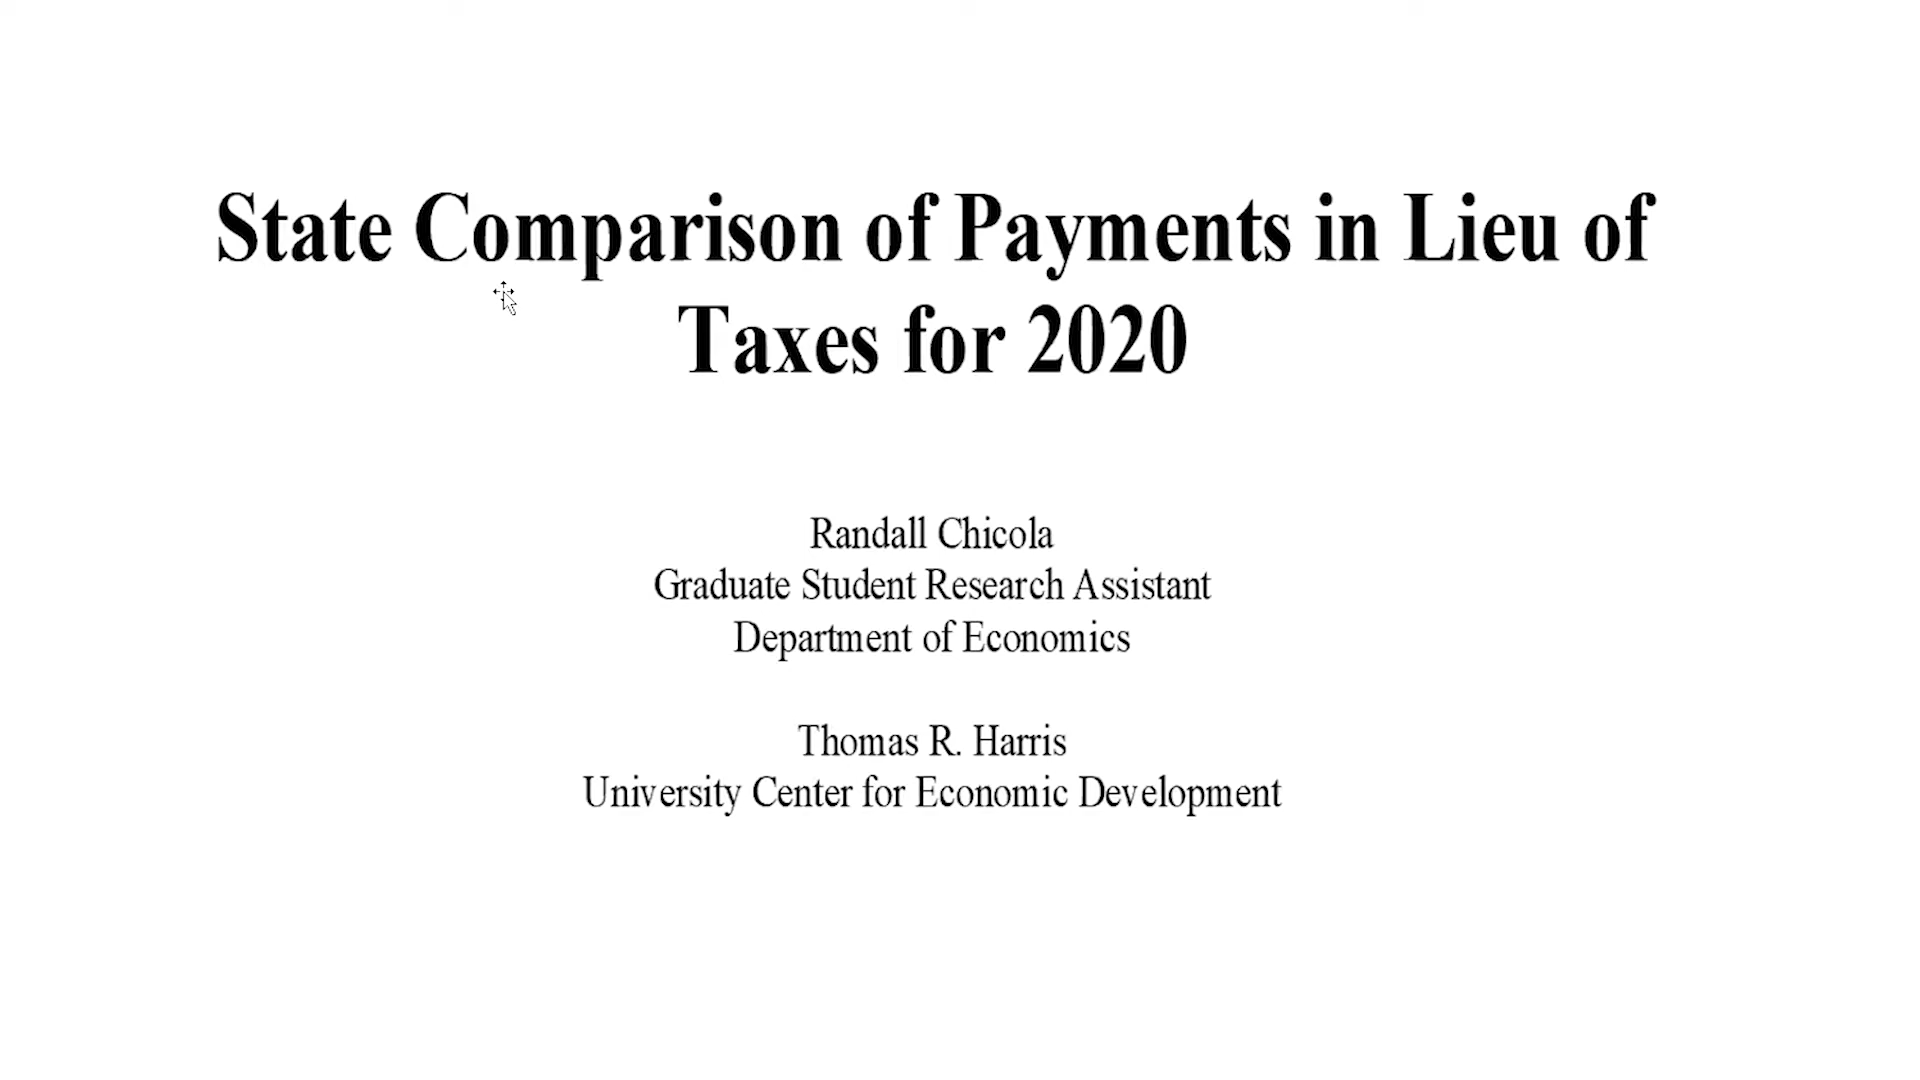 State Comparison of Payments in Lieu of
Taxes for 2020
Randall Chicola
Graduate Student Research Assistant
Department of Economics
Thomas R. Harris
University Center for Economic Development